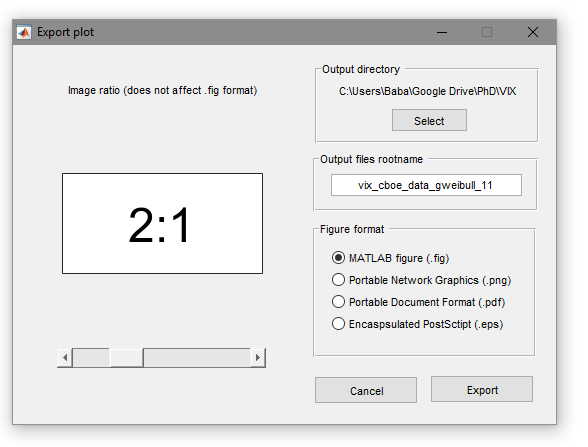 Export plot
Image ratio (does not affect .fig format)
2:1
Output directory
C:\Users\Baba\Google Drive\PhD\VIX
Select
Output files rootname
vix_cboe_data_gweibull_11
Figure format
MATLAB figure (.fig)
Portable Network Graphics (.png)
Portable Document Format (.pdf)
Encaspsulated PostSctipt (.eps)
Cancel
Export